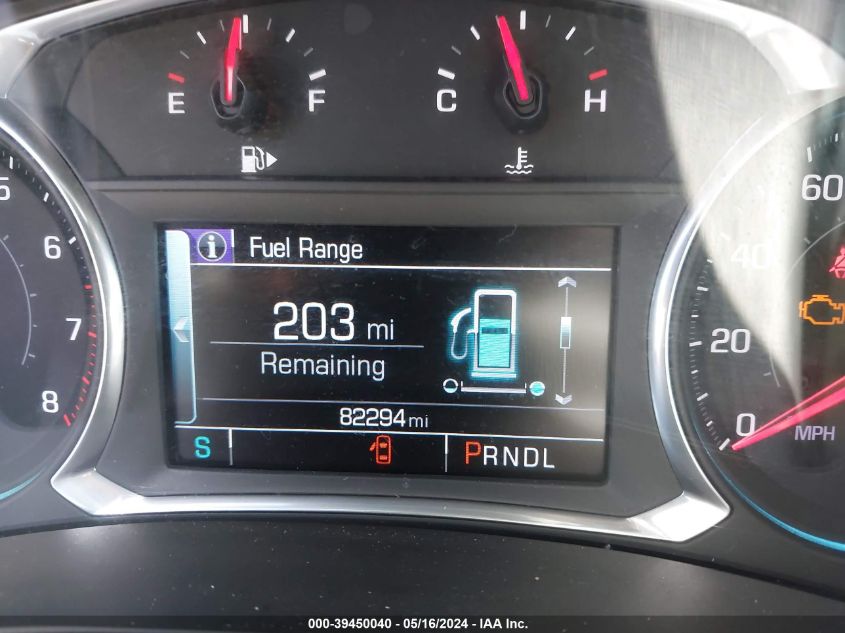 E F
C H
5
6
7
8
i Fuel Range
203 mi
Remaining
82294 mi
S PRNDL
60
40
20
0
MPH
000-39450040 - 05/16/2024 - IAA Inc.